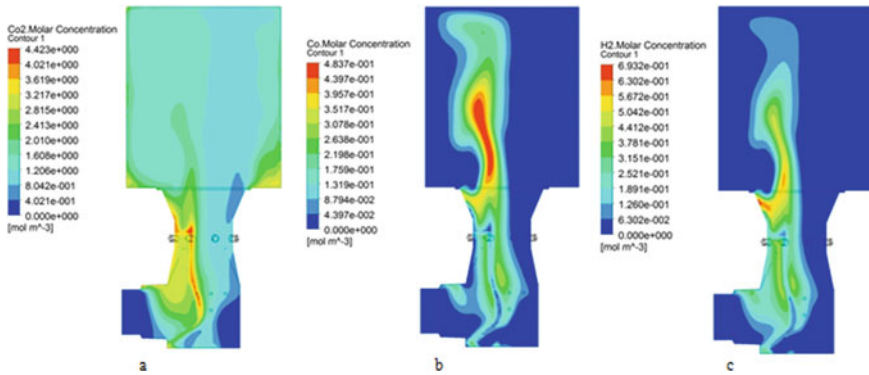 Co2.Molar Concentration
Contour 1
4.423e+000
4.021e+000
3.619e+000
3.217e+000
2.815e+000
2.413e+000
2.010e+000
1.608e+000
1.206e+000
8.042e-001
4.021e-001
0.000e+000
[mol m^-3]
a
Co.Molar Concentration
Contour 1
4.837e-001
4.397e-001
3.957e-001
3.517e-001
3.078e-001
2.638e-001
2.198e-001
1.759e-001
1.319e-001
8.794e-002
4.397e-002
0.000e+000
[mol m^-3]
b
H2.Molar Concentration
Contour 1
6.932e-001
6.302e-001
5.672e-001
5.042e-001
4.412e-001
3.781e-001
3.151e-001
2.521e-001
1.891e-001
1.260e-001
6.302e-002
0.000e+000
[mol m^-3]
c